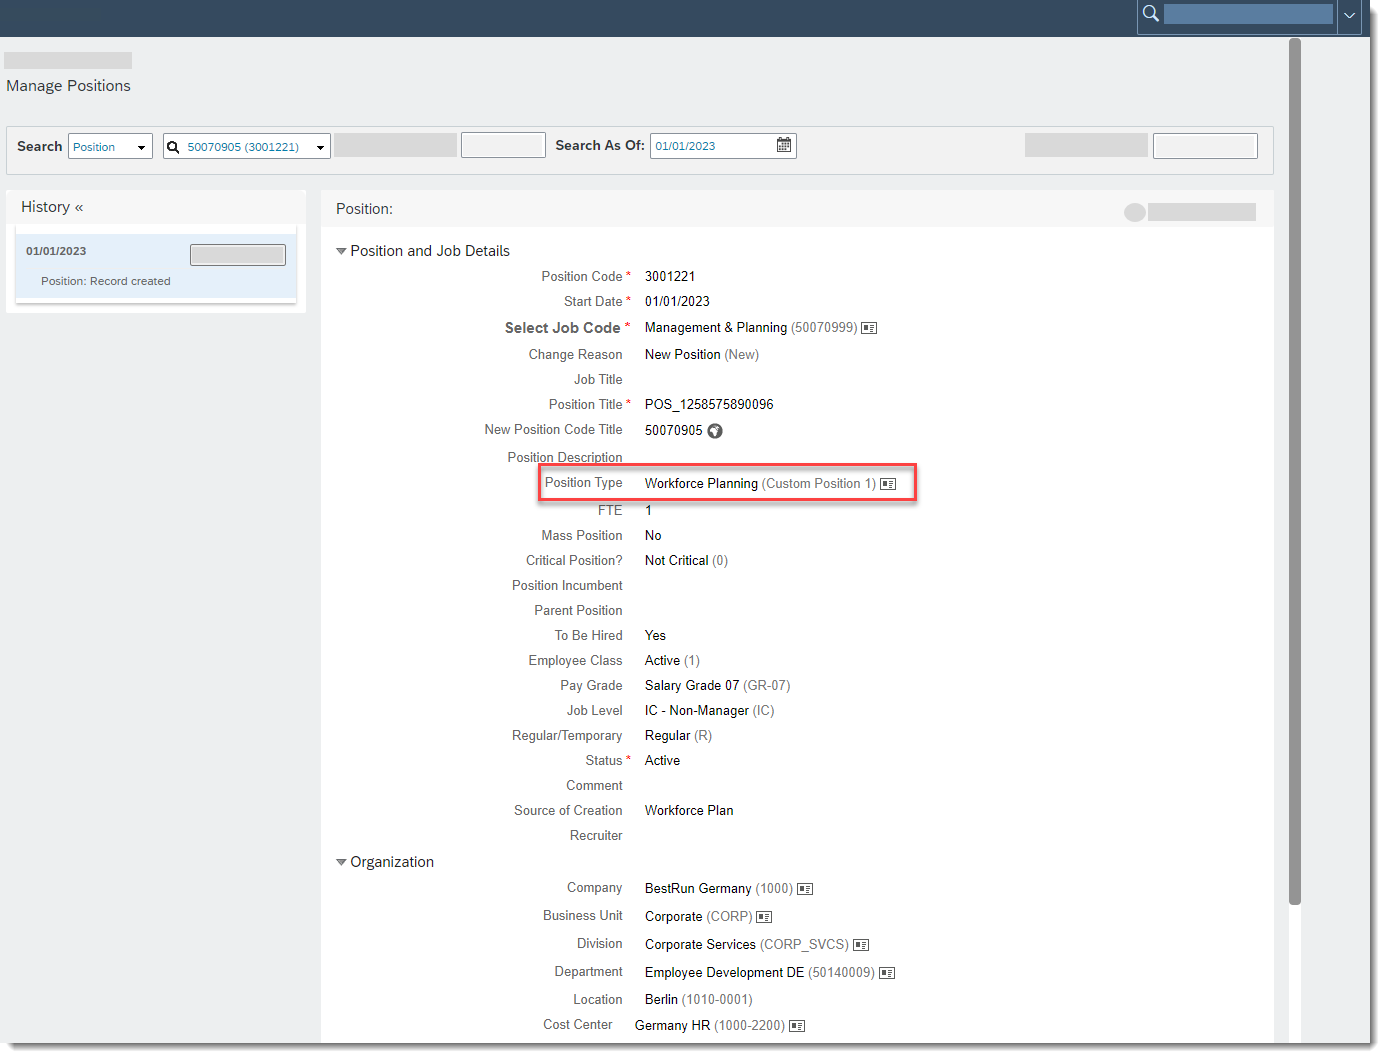 Manage Positions
Search Position 50070905 (3001221) Search As Of: 01/01/2023
History «
01/01/2023
Position: Record created
Position:
Position and Job Details
Position Code * 3001221
Start Date * 01/01/2023
Select Job Code * Management & Planning (50070999)
Change Reason New Position (New)
Job Title
Position Title * POS_1258575890096
New Position Code Title 50070905
Position Description
Position Type Workforce Planning (Custom Position 1)
FTE 1
Mass Position No
Critical Position? Not Critical (0)
Position Incumbent
Parent Position
To Be Hired Yes
Employee Class Active (1)
Pay Grade Salary Grade 07 (GR-07)
Job Level IC - Non-Manager (IC)
Regular/Temporary Regular (R)
Status * Active
Comment
Source of Creation Workforce Plan
Recruiter
Organization
Company BestRun Germany (1000)
Business Unit Corporate (CORP)
Division Corporate Services (CORP_SVCS)
Department Employee Development DE (50140009)
Location Berlin (1010-0001)
Cost Center Germany HR (1000-2200)